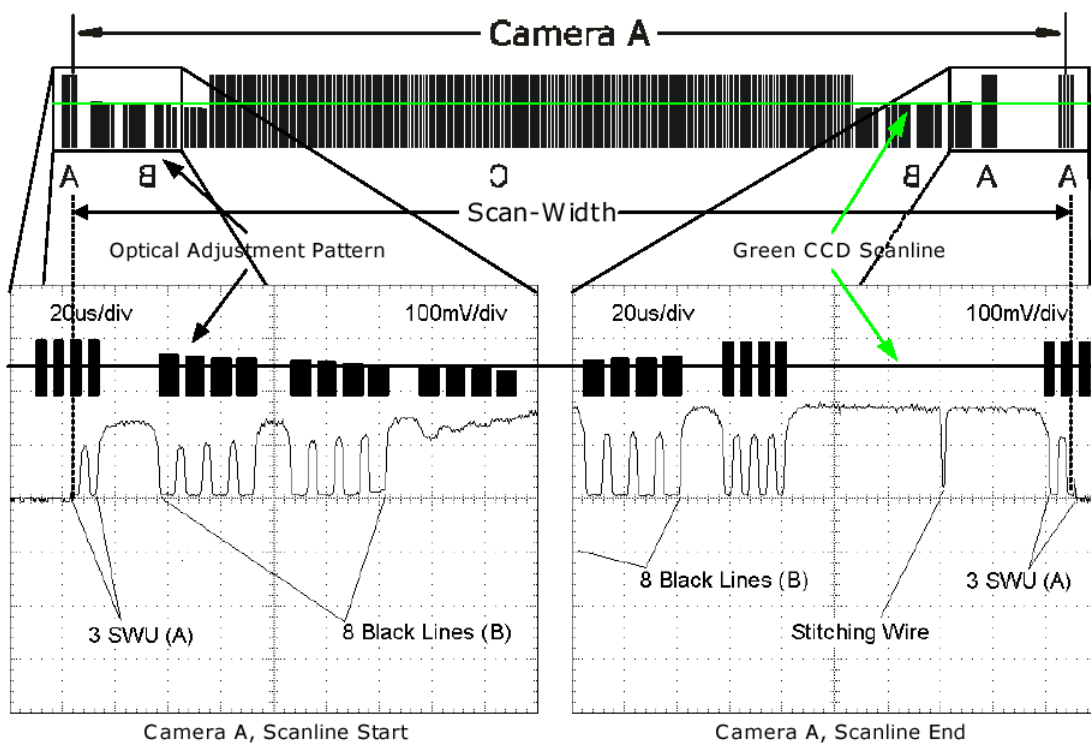 Camera A
A B C B A A
Scan-Width
Optical Adjustment Pattern
Green CCD Scanline
20us/div 100mV/div
20us/div 100mV/div
3 SWU (A)
8 Black Lines (B)
8 Black Lines (B)
Stitching Wire
3 SWU (A)
Camera A, Scanline Start
Camera A, Scanline End